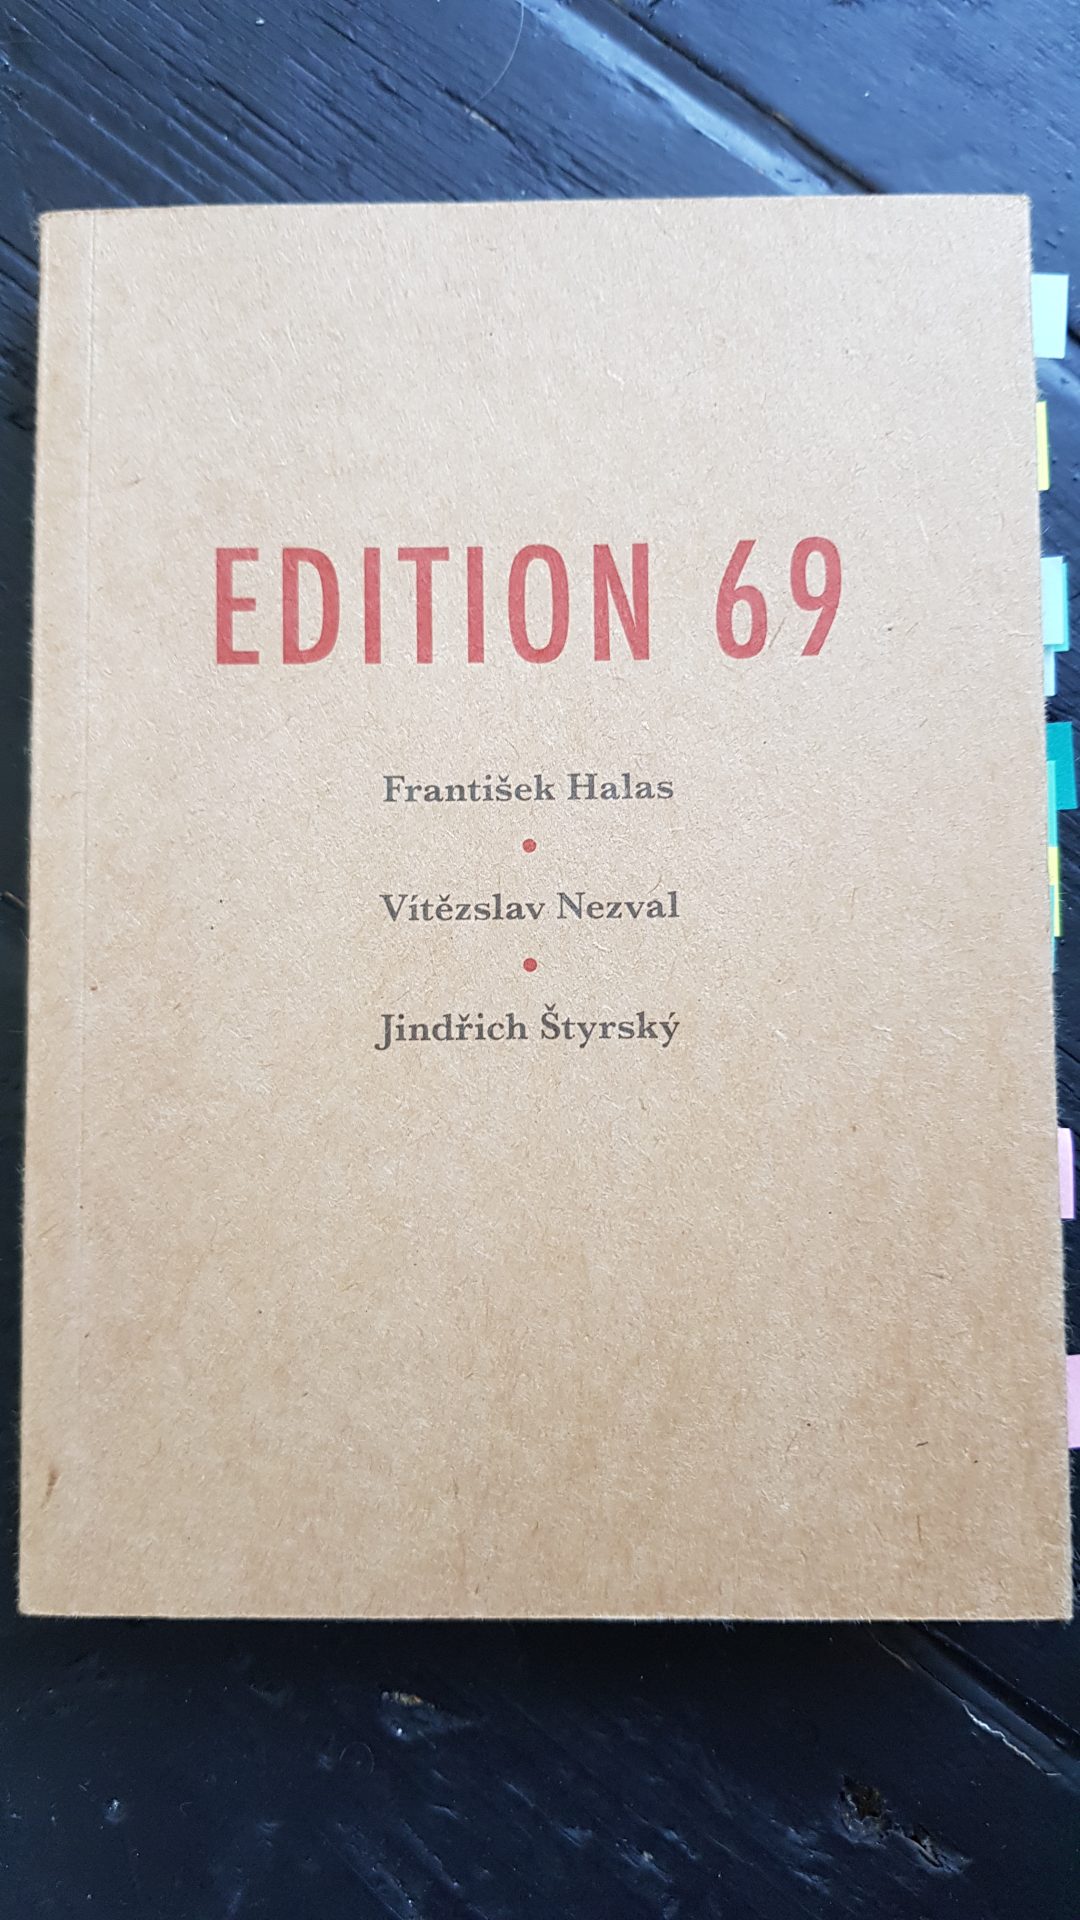 EDITION 69
František Halas
•
Vítězslav Nezval
•
Jindřich Štyrský